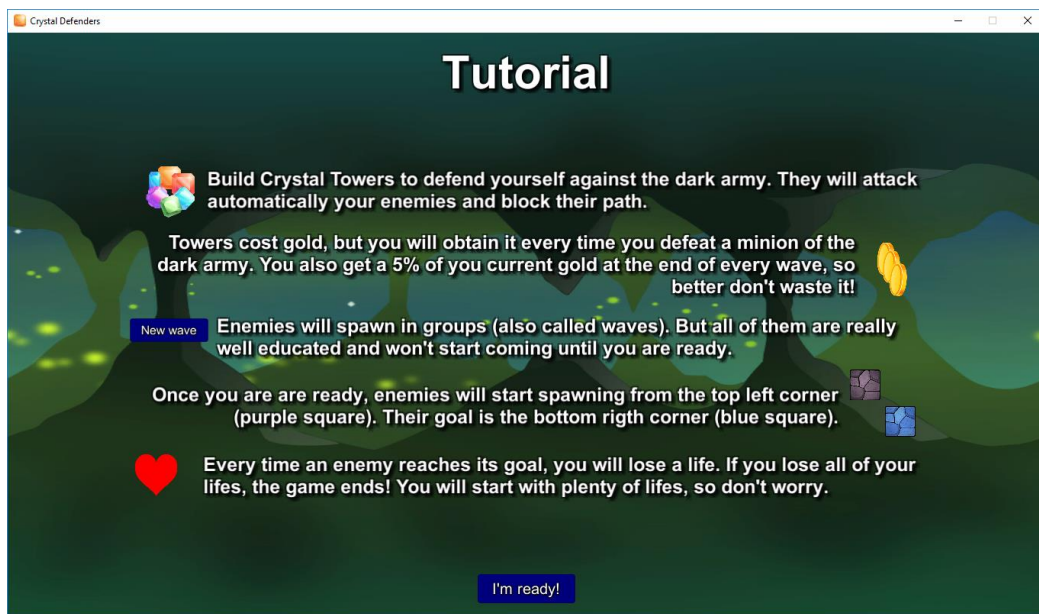 Crystal Defenders
Tutorial
Build Crystal Towers to defend yourself against the dark army. They will attack
automatically your enemies and block their path.
Towers cost gold, but you will obtain it every time you defeat a minion of the
dark army. You also get a 5% of you current gold at the end of every wave, so
better don't waste it!
New wave
Enemies will spawn in groups (also called waves). But all of them are really
well educated and won't start coming until you are ready.
Once you are are ready, enemies will start spawning from the top left corner
(purple square). Their goal is the bottom rigth corner (blue square).
Every time an enemy reaches its goal, you will lose a life. If you lose all of your
lifes, the game ends! You will start with plenty of lifes, so don't worry.
I'm ready!